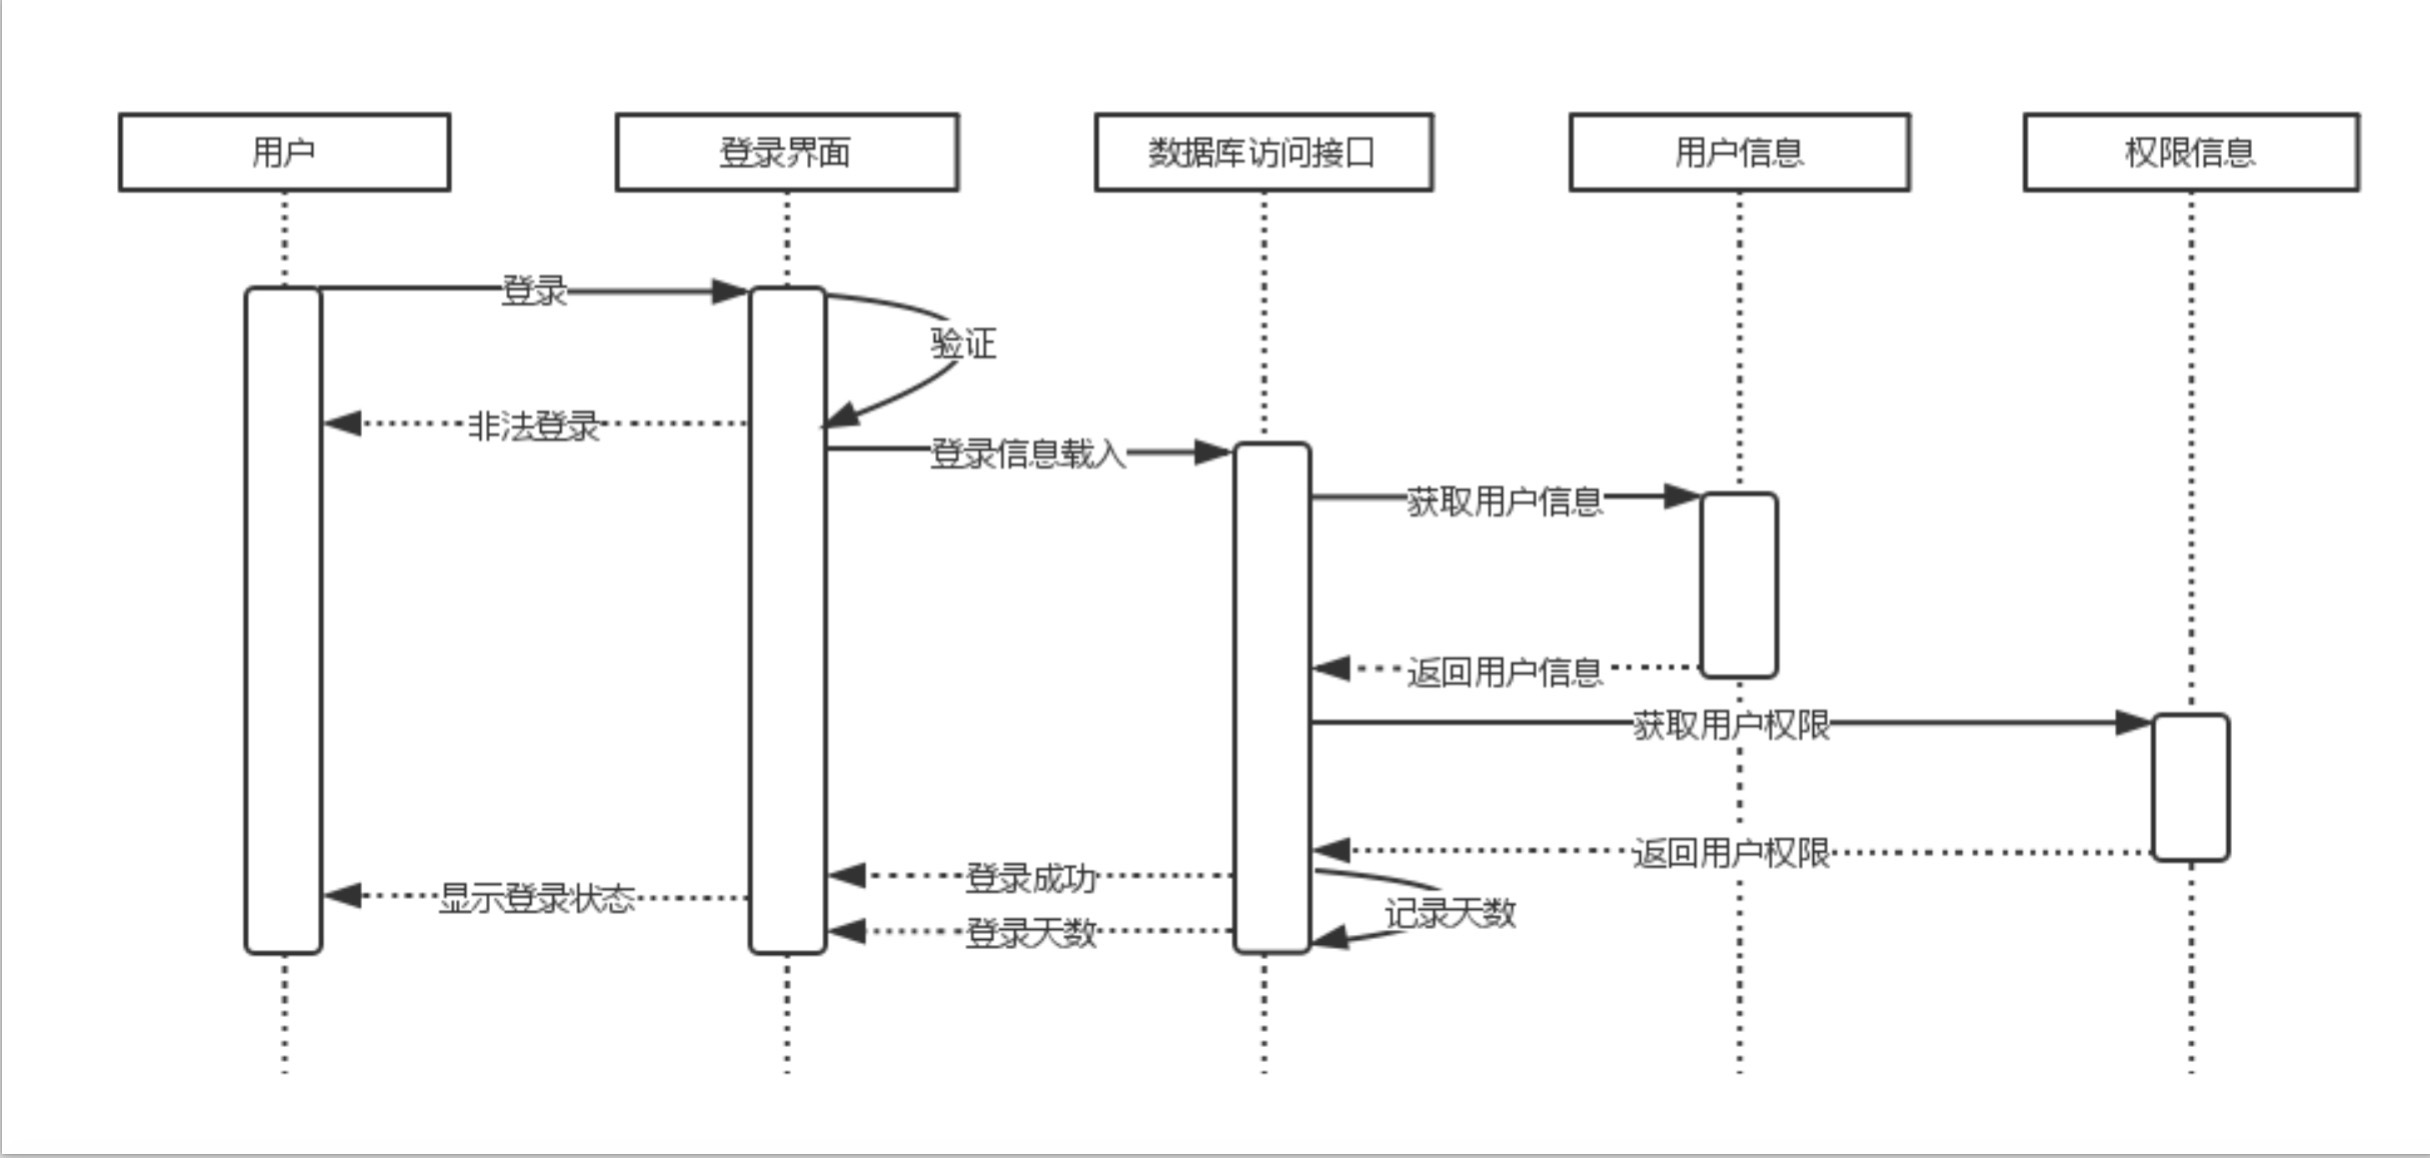 用户
登录界面
数据库访问接口
用户信息
权限信息
登录
验证
非法登录
登录信息载入
获取用户信息
返回用户信息
获取用户权限
返回用户权限
登录成功
显示登录状态
记录天数
登录天数